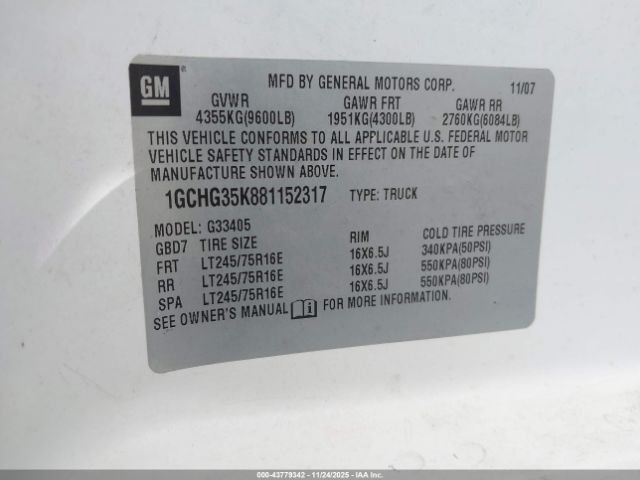 GM
MFD BY GENERAL MOTORS CORP. 11/07
GVWR GAWR FRT GAWR RR
4355KG(9600LB) 1951KG(4300LB) 2760KG(6084LB)
THIS VEHICLE CONFORMS TO ALL APPLICABLE U.S. FEDERAL MOTOR
VEHICLE SAFETY STANDARDS IN EFFECT ON THE DATE OF
MANUFACTURE SHOWN ABOVE.
1GCHG35K881152317 TYPE: TRUCK
MODEL: G33405
GBD7 TIRE SIZE RIM COLD TIRE PRESSURE
FRT LT245/75R16E 16X6.5J 340KPA(50PSI)
RR LT245/75R16E 16X6.5J 550KPA(80PSI)
SPA LT245/75R16E 16X6.5J 550KPA(80PSI)
SEE OWNER'S MANUAL i FOR MORE INFORMATION.
000-43779342 - 11/24/2025 - IAA Inc.